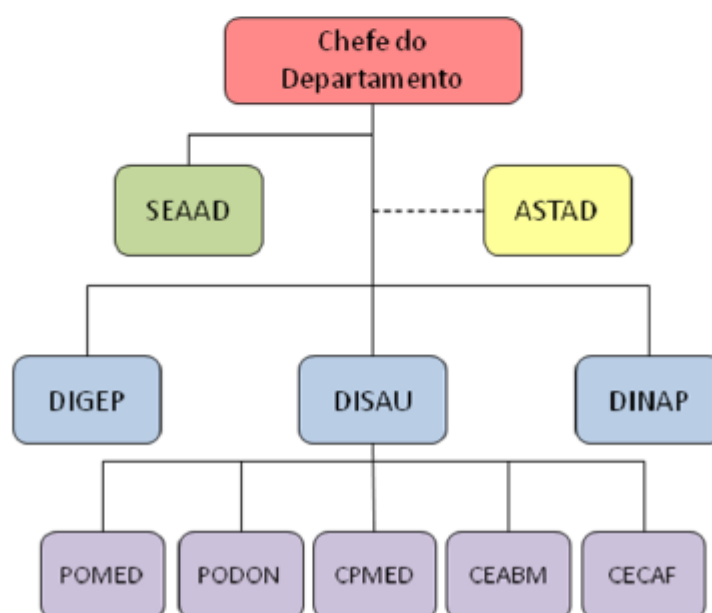 Chefe do
Departamento
SEAAD
ASTAD
DIGEP
DISAU
DINAP
POMED
PODON
CPMED
CEABM
CECAF